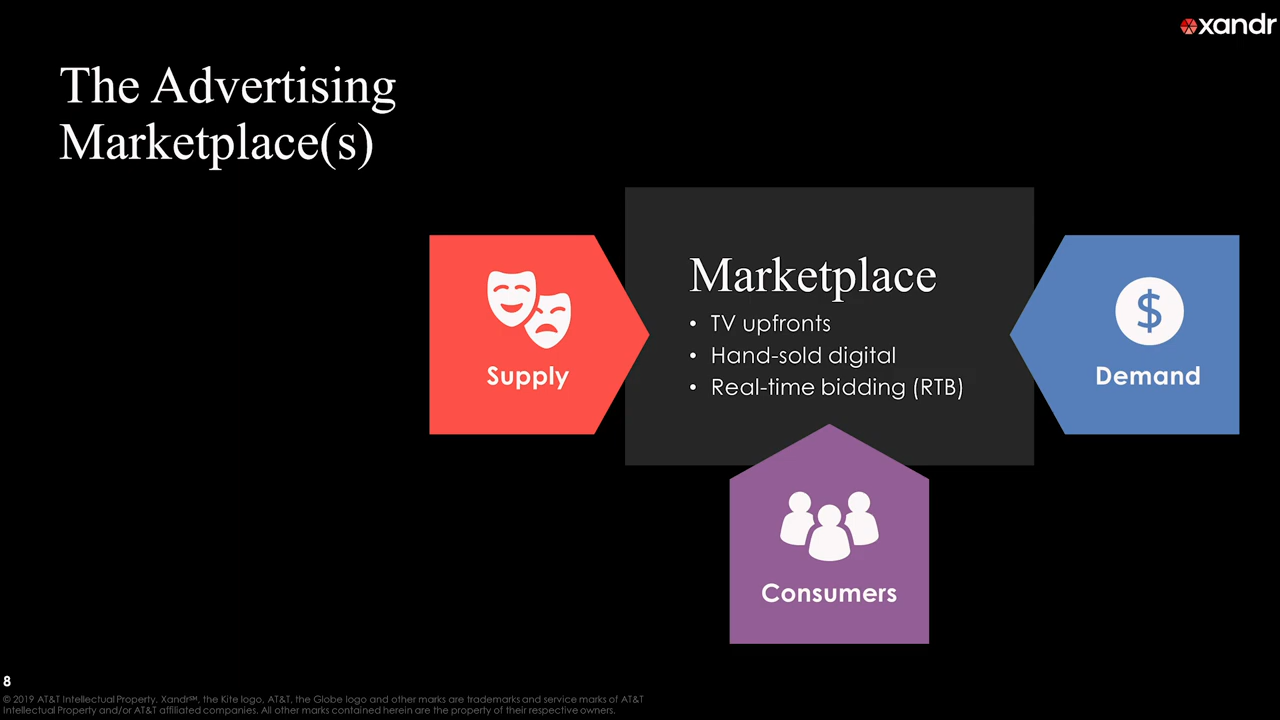 xandr
The Advertising
Marketplace(s)
Marketplace
• TV upfronts
• Hand-sold digital
• Real-time bidding (RTB)
Supply
$
Demand
Consumers
8
© 2019 AT&T Intellectual Property. Xandr℠, the Kite logo, AT&T, the Globe logo and other marks are trademarks and service marks of AT&T
Intellectual Property and/or AT&T affiliated companies. All other marks contained herein are the property of their respective owners.